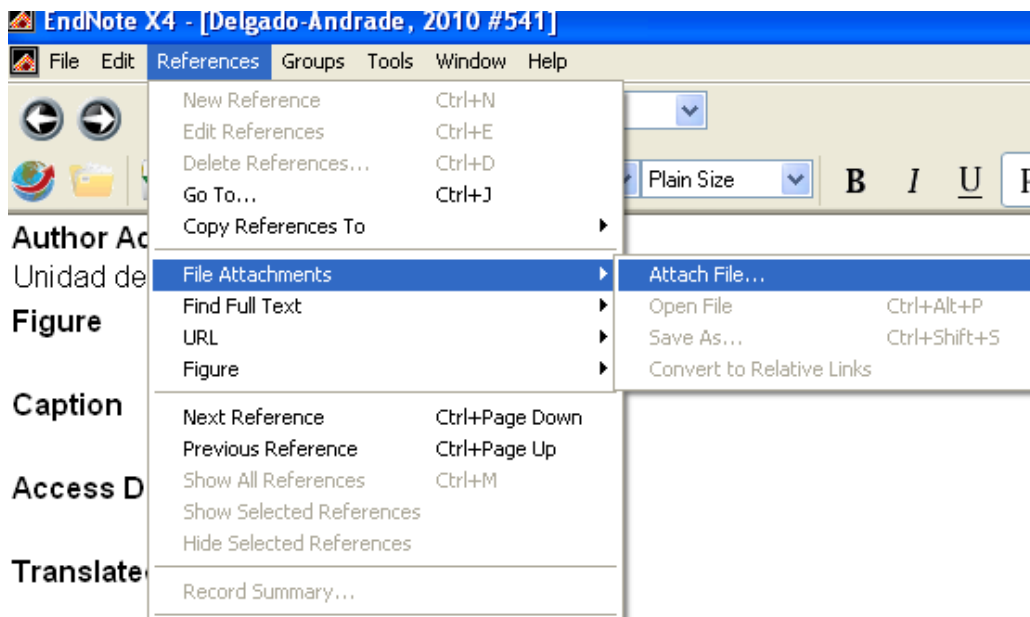 EndNote X4 - [Delgado-Andrade, 2010 #541]
File Edit References Groups Tools Window Help
New Reference Ctrl+N
Edit References Ctrl+E
Delete References... Ctrl+D
Plain Size B I U P
Go To... Ctrl+J
Copy References To
Author Ad
File Attachments
Attach File...
Unidad de
Find Full Text
Open File Ctrl+Alt+P
Figure
URL
Save As... Ctrl+Shift+S
Figure
Convert to Relative Links
Caption
Next Reference Ctrl+Page Down
Previous Reference Ctrl+Page Up
Show All References Ctrl+M
Access D
Show Selected References
Hide Selected References
Translate
Record Summary...